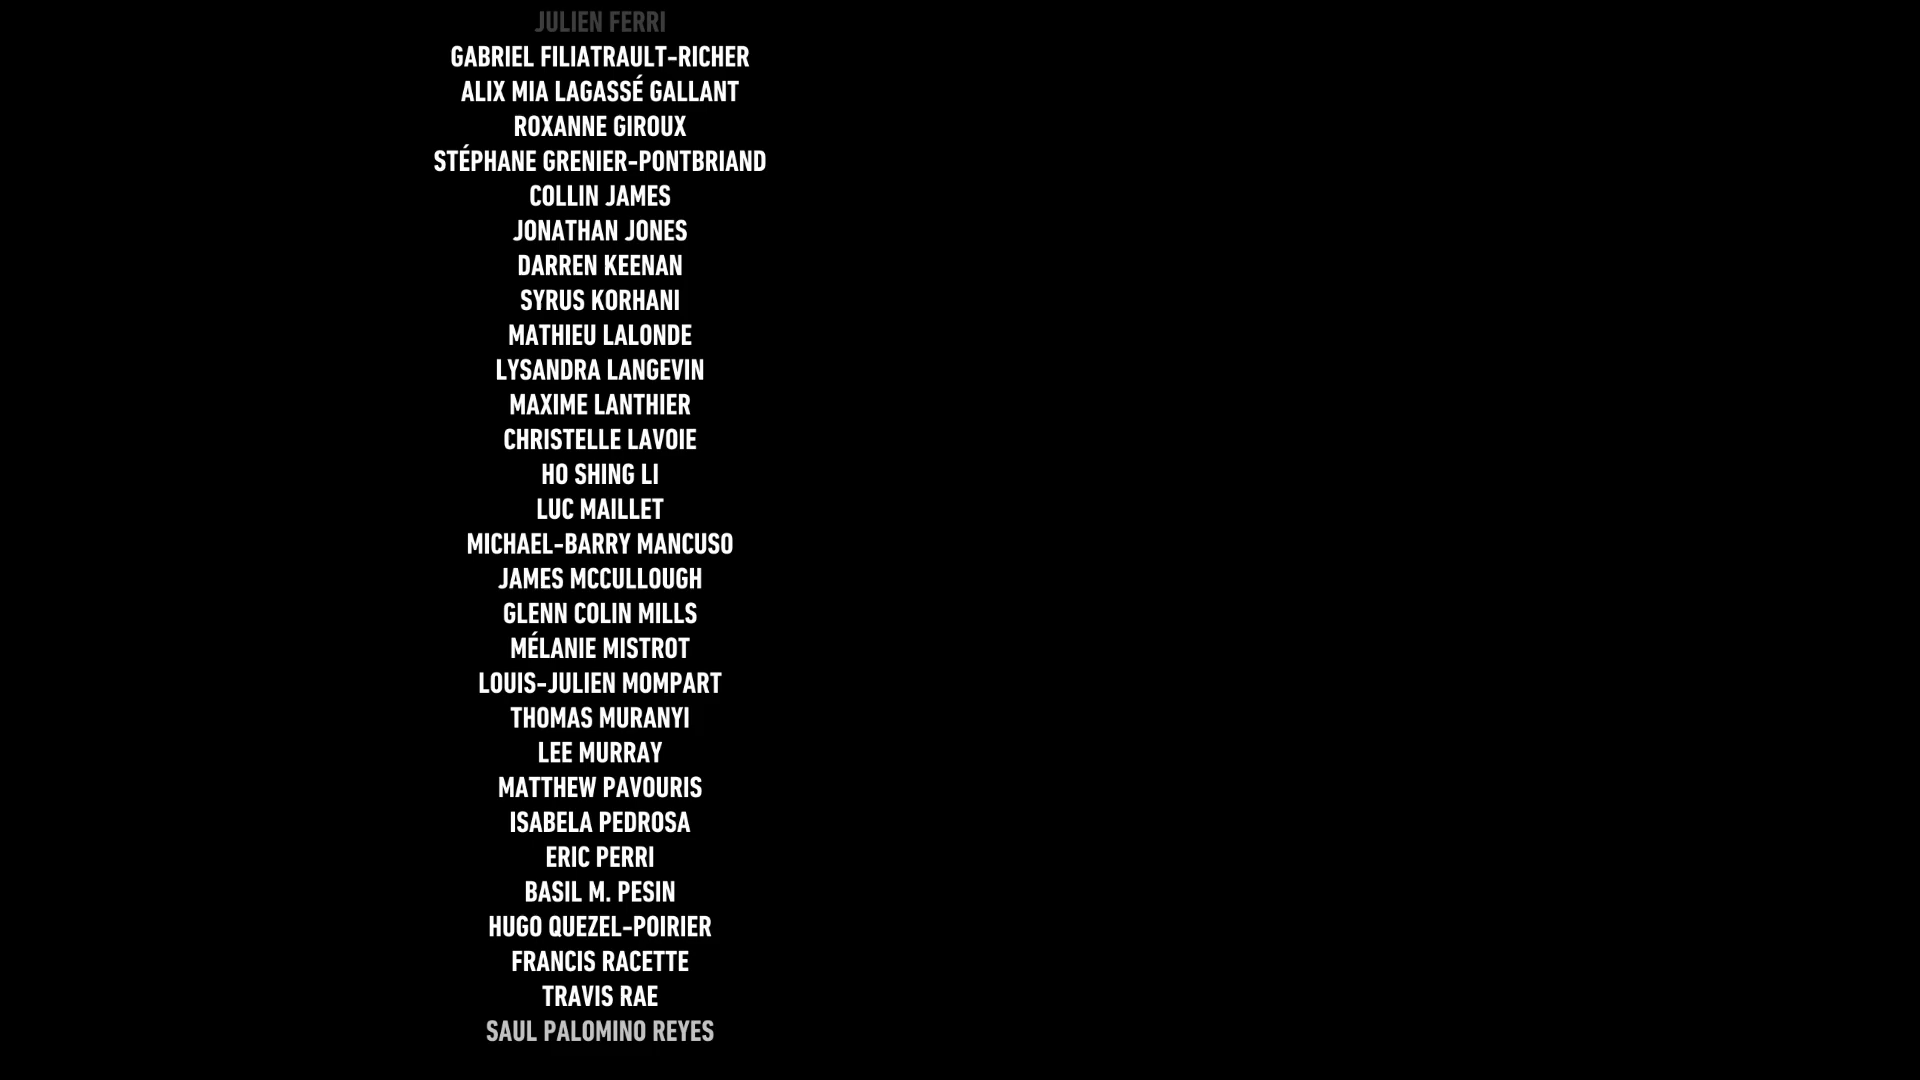 JULIEN FERRI
GABRIEL FILIATRAULT-RICHER
ALIX MIA LAGASSÉ GALLANT
ROXANNE GIROUX
STÉPHANE GRENIER-PONTBRIAND
COLLIN JAMES
JONATHAN JONES
DARREN KEENAN
SYRUS KORHANI
MATHIEU LALONDE
LYSANDRA LANGEVIN
MAXIME LANTHIER
CHRISTELLE LAVOIE
HO SHING LI
LUC MAILLET
MICHAEL-BARRY MANCUSO
JAMES MCCULLOUGH
GLENN COLIN MILLS
MÉLANIE MISTROT
LOUIS-JULIEN MOMPART
THOMAS MURANYI
LEE MURRAY
MATTHEW PAVOURIS
ISABELA PEDROSA
ERIC PERRI
BASIL M. PESIN
HUGO QUEZEL-POIRIER
FRANCIS RACETTE
TRAVIS RAE
SAUL PALOMINO REYES